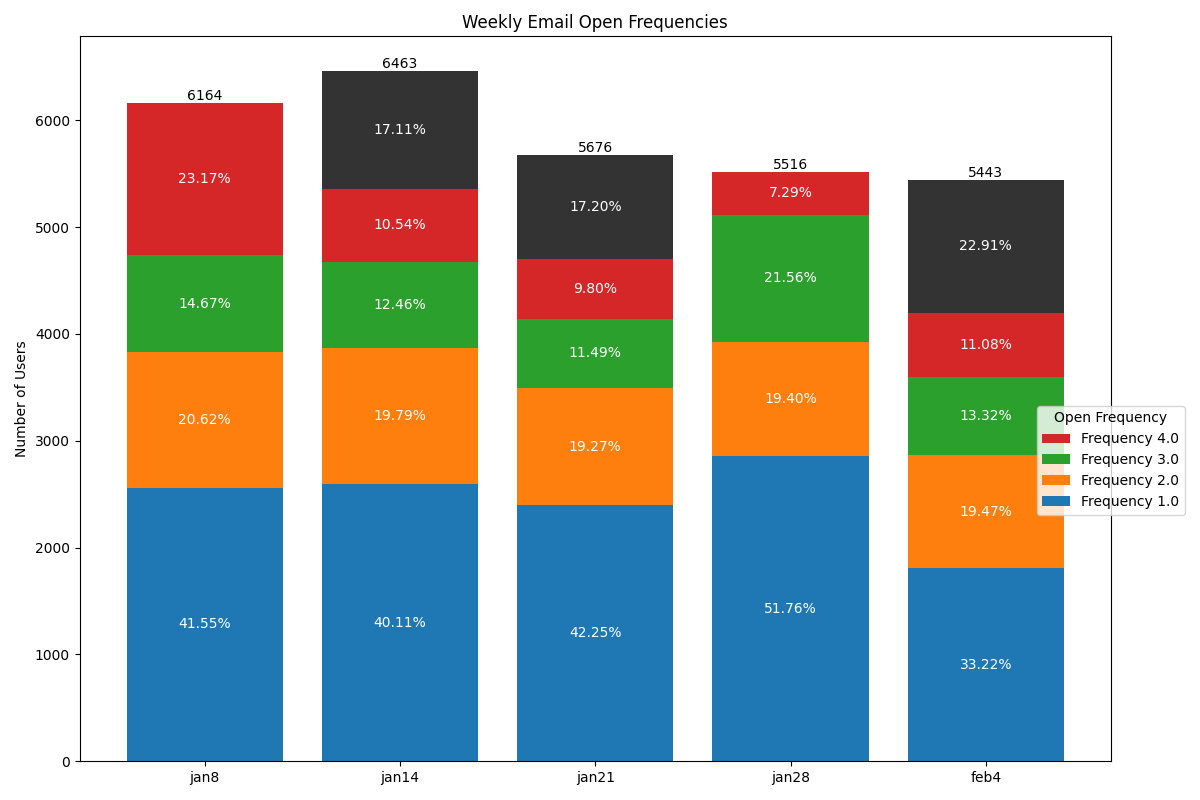 Weekly Email Open Frequencies
Number of Users
6000
5000
4000
3000
2000
1000
0
6164
23.17%
14.67%
20.62%
41.55%
jan8
6463
17.11%
10.54%
12.46%
19.79%
40.11%
jan14
5676
17.20%
9.80%
11.49%
19.27%
42.25%
jan21
5516
7.29%
21.56%
19.40%
51.76%
jan28
5443
22.91%
11.08%
13.32%
19.47%
33.22%
feb4
Open Frequency
Frequency 4.0
Frequency 3.0
Frequency 2.0
Frequency 1.0